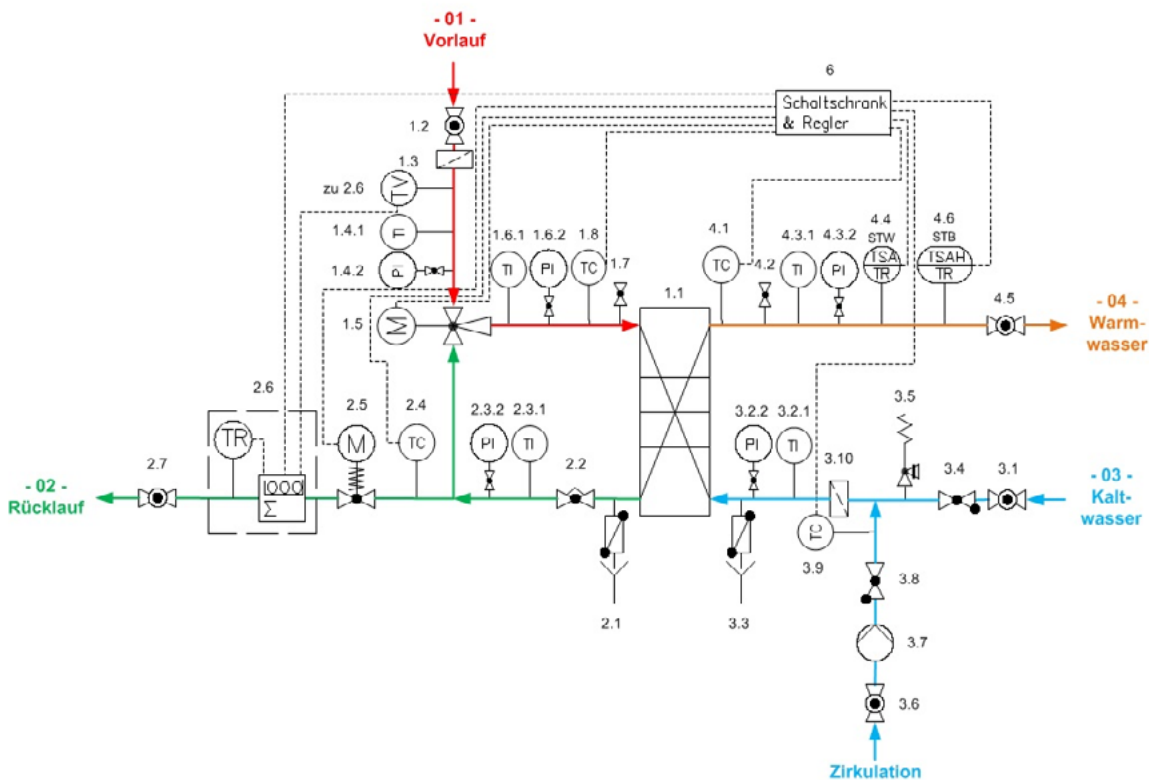 - 01 -
Vorlauf
6
Schaltschrank
& Regler
1.2
1.3
zu 2.6
TV
1.4.1
TI
1.4.2
PI
1.5
M
1.6.1
TI
1.6.2
PI
1.8
TC
1.7
1.1
4.1
TC
4.2
4.3.1
TI
4.3.2
PI
4.4
STW
TSA
TR
4.6
STB
TSAH
TR
4.5
- 04 -
Warm-
wasser
2.6
TR
1000
Σ
2.5
M
2.4
TC
2.3.2
PI
2.3.1
TI
2.2
2.7
- 02 -
Rücklauf
2.1
3.2.2
PI
3.2.1
TI
3.10
3.5
3.4
3.1
- 03 -
Kalt-
wasser
TC
3.9
3.3
3.8
3.7
3.6
Zirkulation